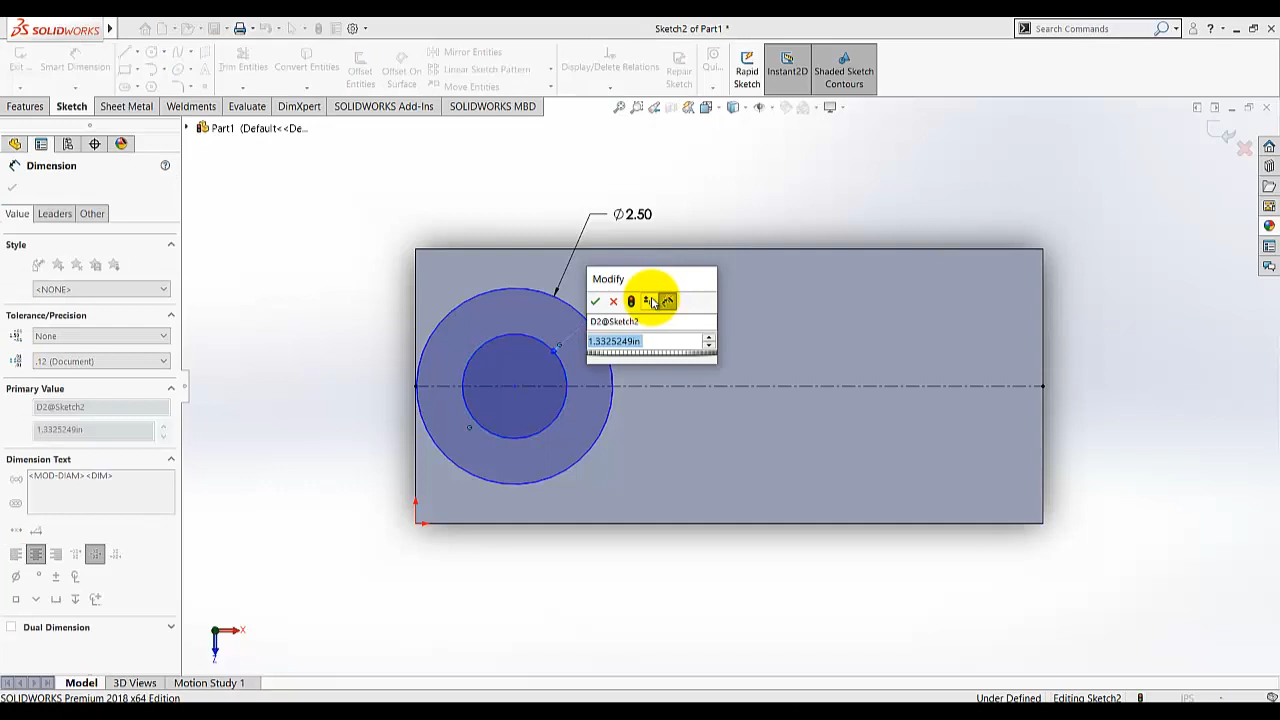 SOLIDWORKS
Sketch2 of Part1 *
Search Commands
?
Exit ...
Smart Dimension
Trim Entities
Convert Entities
Offset Entities
Offset On Surface
Mirror Entities
Linear Sketch Pattern
Move Entities
Display/Delete Relations
Repair Sketch
Qui...
Rapid Sketch
Instant2D
Shaded Sketch Contours
Features
Sketch
Sheet Metal
Weldments
Evaluate
DimXpert
SOLIDWORKS Add-Ins
SOLIDWORKS MBD
Part1 (Default<<De...
Dimension
Value
Leaders
Other
Style
<NONE>
Tolerance/Precision
None
.12 (Document)
Primary Value
D2@Sketch2
1.3325249in
Dimension Text
<MOD-DIAM><DIM>
Dual Dimension
∅2.50
Modify
D2@Sketch2
1.3325249in
X
Z
Model
3D Views
Motion Study 1
SOLIDWORKS Premium 2018 x64 Edition
Under Defined
Editing Sketch2
IPS